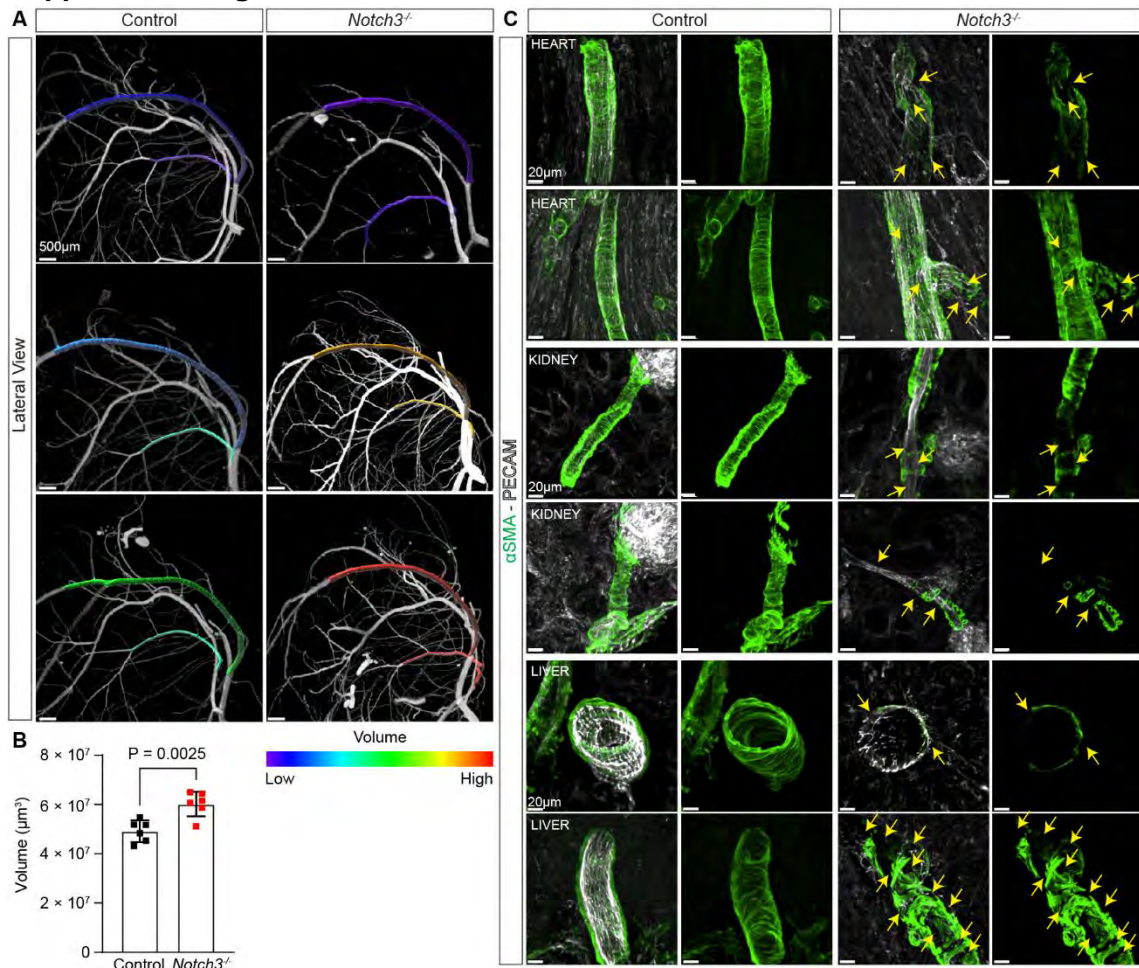 A
Control
Notch3-/-
Lateral View
500µm
B
8 × 10⁷
6 × 10⁷
4 × 10⁷
2 × 10⁷
0
Volume (µm³)
P = 0.0025
Control
Notch3-/-
Volume
Low
High
C
Control
Notch3-/-
αSMA - PECAM
HEART
20µm
HEART
KIDNEY
20µm
KIDNEY
LIVER
20µm
LIVER